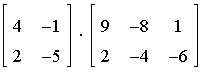 [ 4 –1 ] . [ 9 –8 1 ]
[ 2 –5 ] [ 2 –4 –6 ]